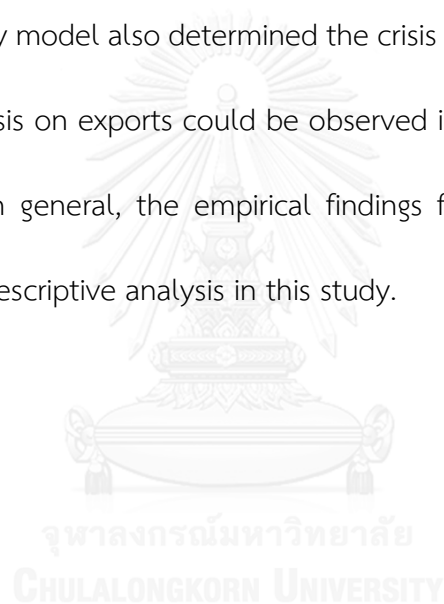 y model also determined the crisis
sis on exports could be observed i
n general, the empirical findings f
escriptive analysis in this study.
จุฬาลงกรณ์มหาวิทยาลัย
CHULALONGKORN UNIVERSITY